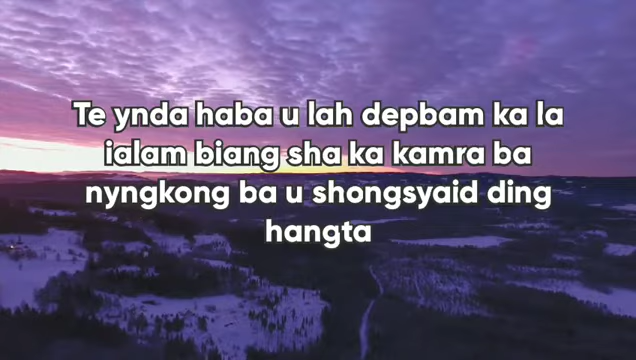 Te ynda haba u lah depbam ka la
ialam biang sha ka kamra ba
nyngkong ba u shongsyaid ding
hangta